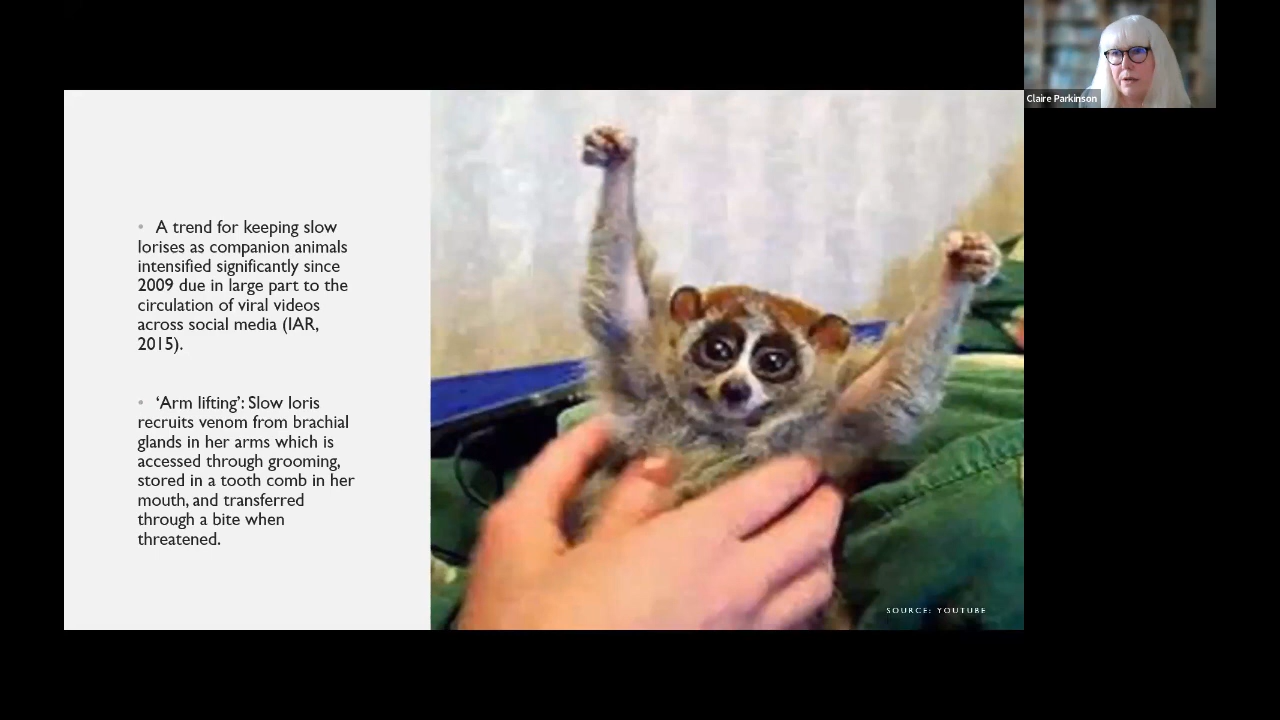 Claire Parkinson
• A trend for keeping slow
lorises as companion animals
intensified significantly since
2009 due in large part to the
circulation of viral videos
across social media (IAR,
2015).
• ‘Arm lifting’: Slow loris
recruits venom from brachial
glands in her arms which is
accessed through grooming,
stored in a tooth comb in her
mouth, and transferred
through a bite when
threatened.
SOURCE: YOUTUBE